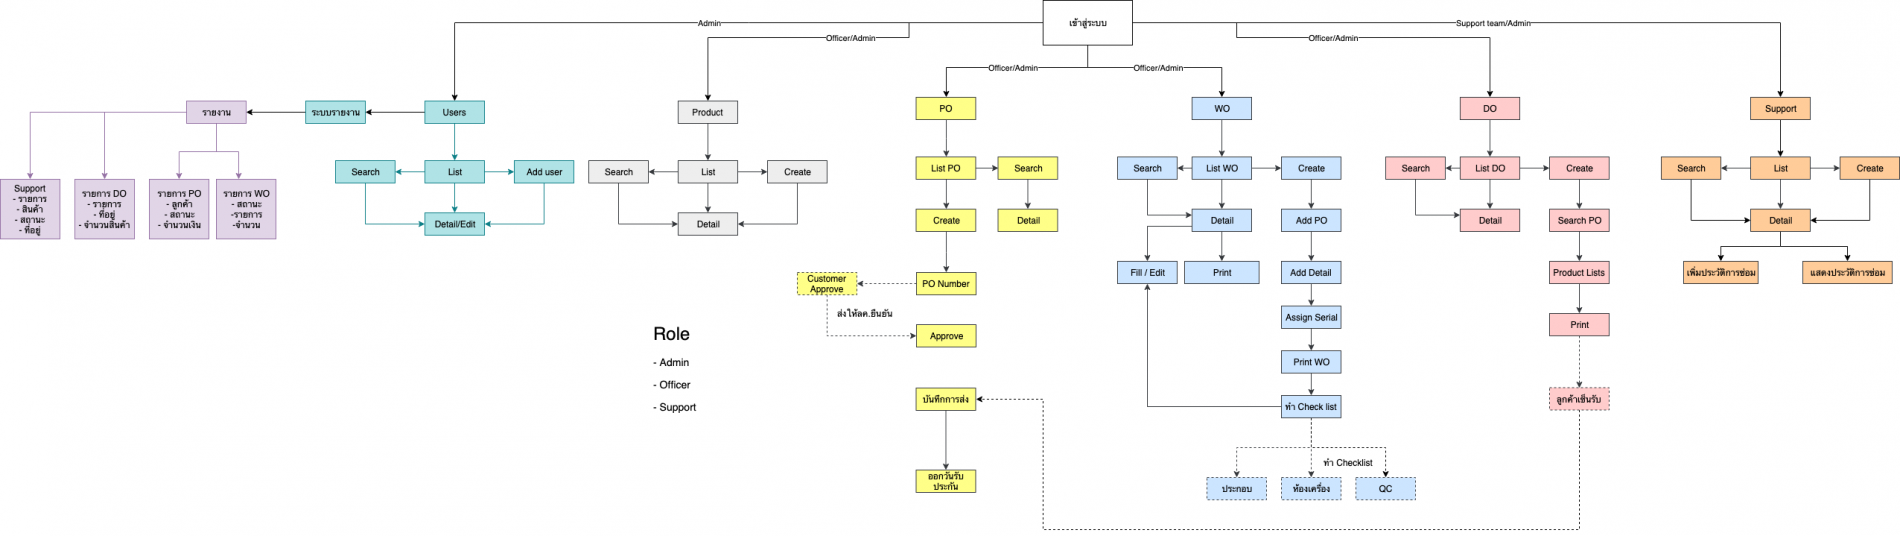 เข้าสู่ระบบ
Admin
Support team/Admin
Officer/Admin
Officer/Admin
Officer/Admin
Officer/Admin
รายงาน
ระบบรายงาน
Users
Product
PO
WO
DO
Support
Search
List
Add user
Search
List
Create
List PO
Search
Search
List WO
Create
Search
List DO
Create
Search
List
Create
Support
- รายการ
- สินค้า
- สถานะ
- ที่อยู่
รายการ DO
- รายการ
- ที่อยู่
- จำนวนสินค้า
รายการ PO
- ลูกค้า
- สถานะ
- จำนวนเงิน
รายการ WO
- สถานะ
-รายการ
-จำนวน
Detail/Edit
Detail
Create
Detail
Detail
Add PO
Detail
Search PO
Detail
Customer
Approve
PO Number
Fill / Edit
Print
Add Detail
Product Lists
เพิ่มประวัติการซ่อม
แสดงประวัติการซ่อม
ส่งให้ลค.ยืนยัน
Assign Serial
Print
Role
- Admin
- Officer
- Support
Approve
Print WO
บันทึกการส่ง
ทำ Check list
ลูกค้าเซ็นรับ
ทำ Checklist
ออกวันรับ
ประกัน
ประกอบ
ห้องเครื่อง
QC